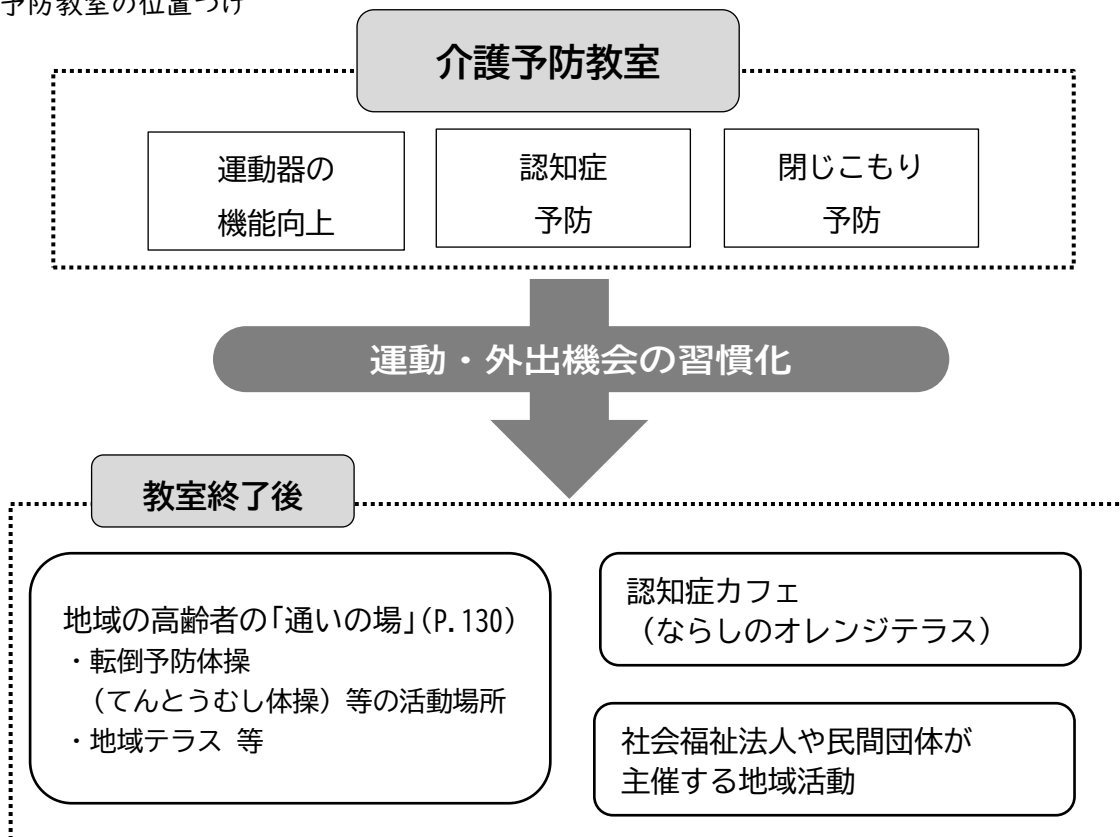 予防教室の位置づけ
介護予防教室
運動器の
機能向上
認知症
予防
閉じこもり
予防
運動・外出機会の習慣化
教室終了後
地域の高齢者の「通いの場」(P.130)
・転倒予防体操
（てんとうむし体操）等の活動場所
・地域テラス 等
認知症カフェ
（ならしのオレンジテラス）
社会福祉法人や民間団体が
主催する地域活動